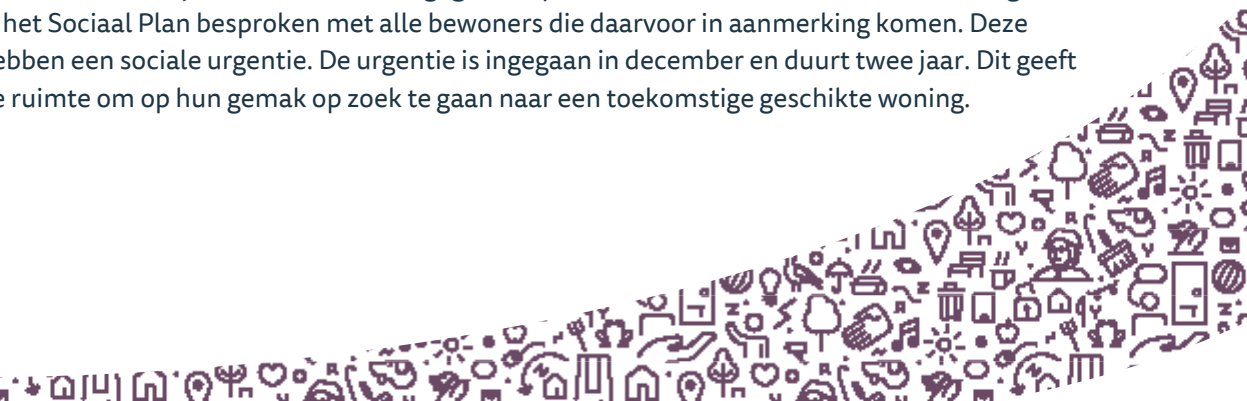 het Sociaal Plan besproken met alle bewoners die daarvoor in aanmerking komen. Deze
een sociale urgentie. De urgentie is ingegaan in december en duurt twee jaar. Dit geeft
ruimte om op hun gemak op zoek te gaan naar een toekomstige geschikte woning.